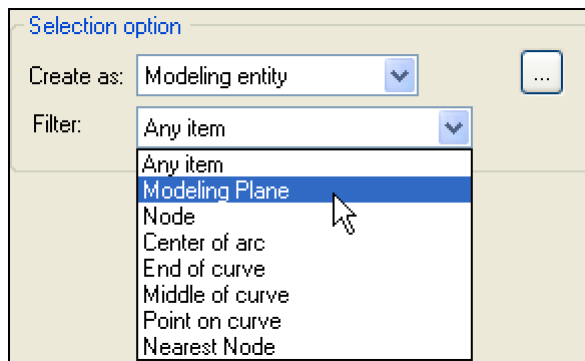 Selection option
Create as: Modeling entity ...
Filter: Any item
Any item
Modeling Plane
Node
Center of arc
End of curve
Middle of curve
Point on curve
Nearest Node